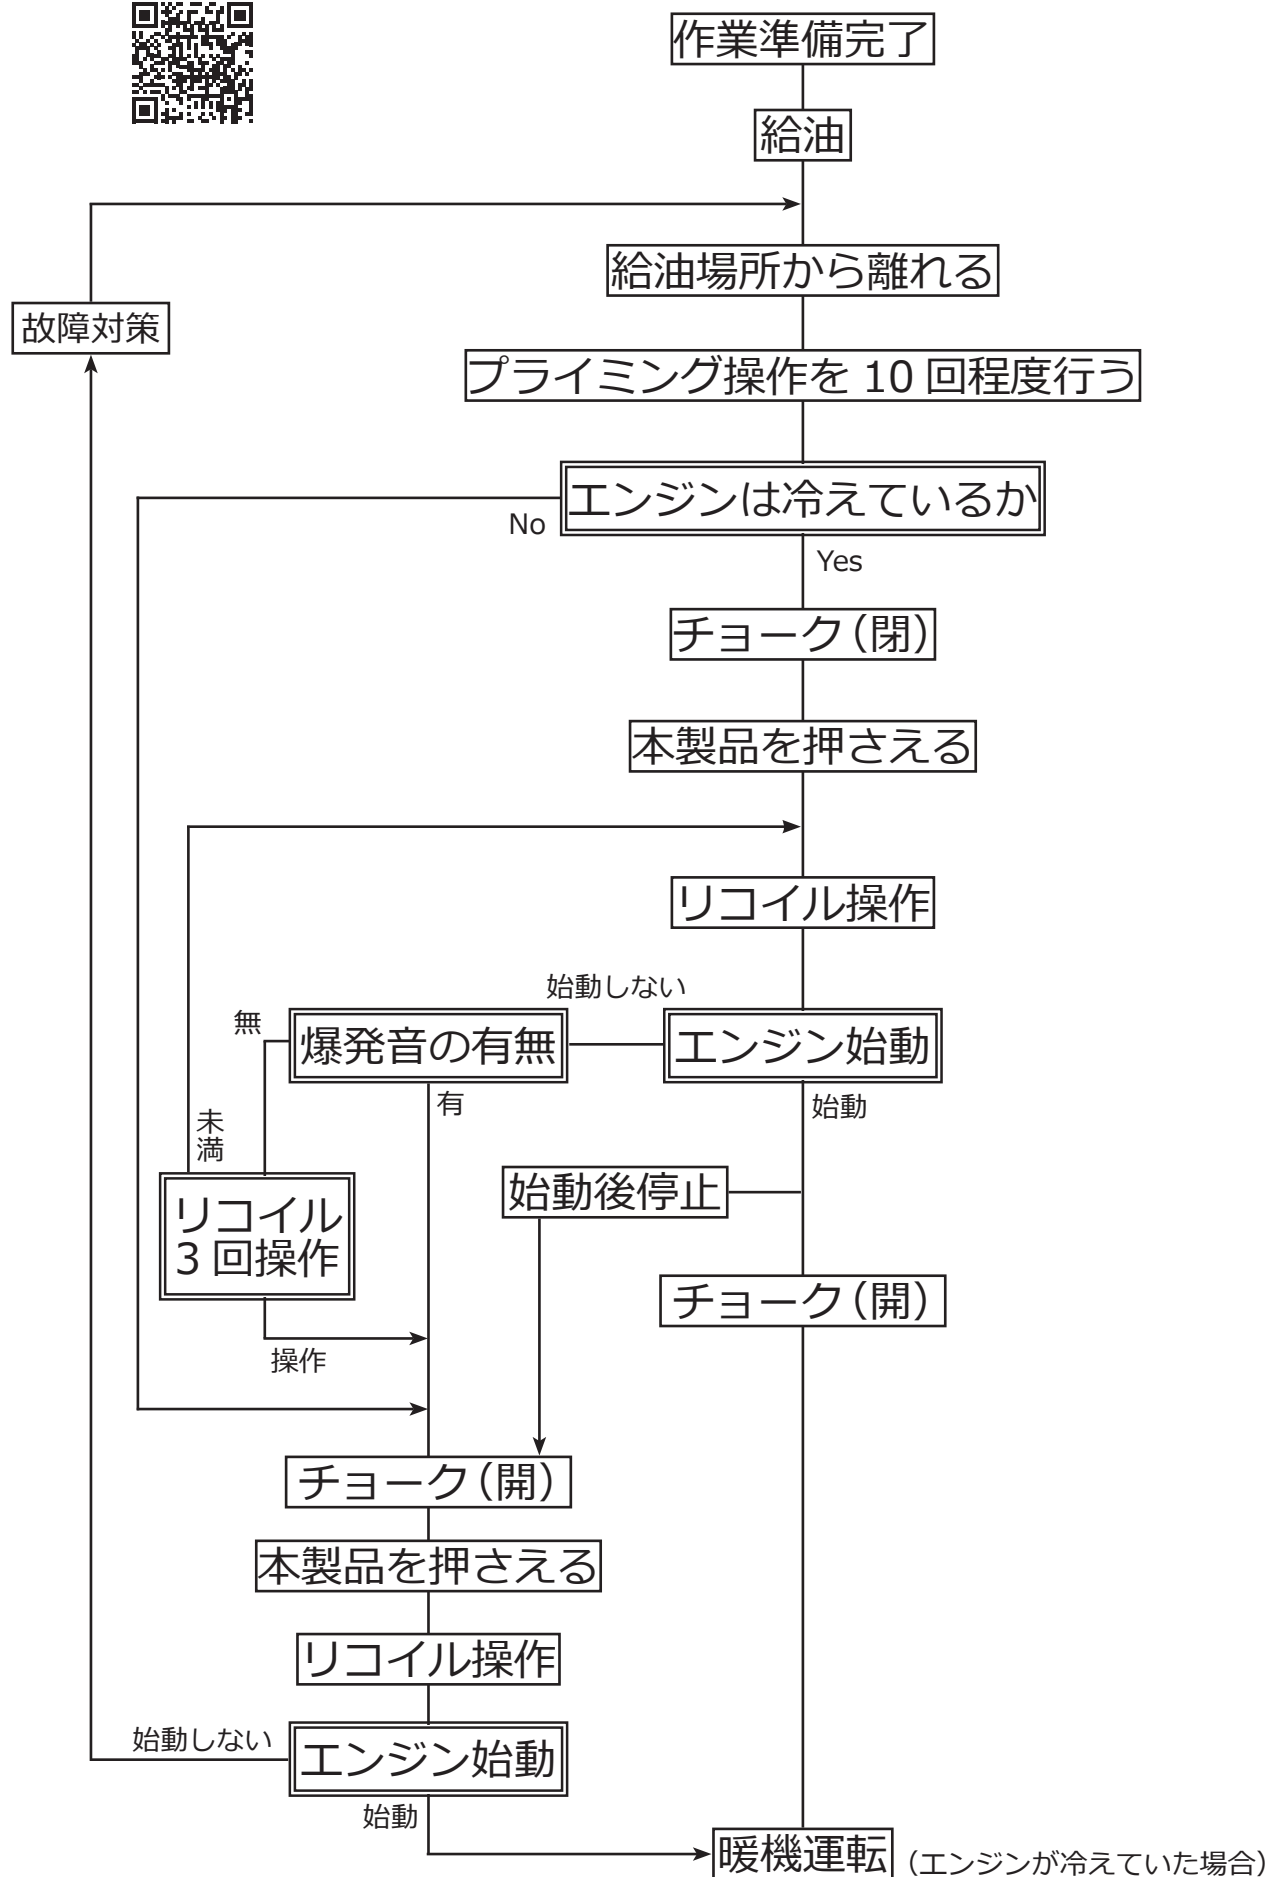 作業準備完了
給油
給油場所から離れる
故障対策
プライミング操作を 10 回程度行う
エンジンは冷えているか
No
Yes
チョーク（閉）
本製品を押さえる
リコイル操作
始動しない
無
爆発音の有無
エンジン始動
有
始動
未満
始動後停止
リコイル
3 回操作
チョーク（開）
操作
チョーク（開）
本製品を押さえる
リコイル操作
始動しない
エンジン始動
始動
暖機運転
（エンジンが冷えていた場合）